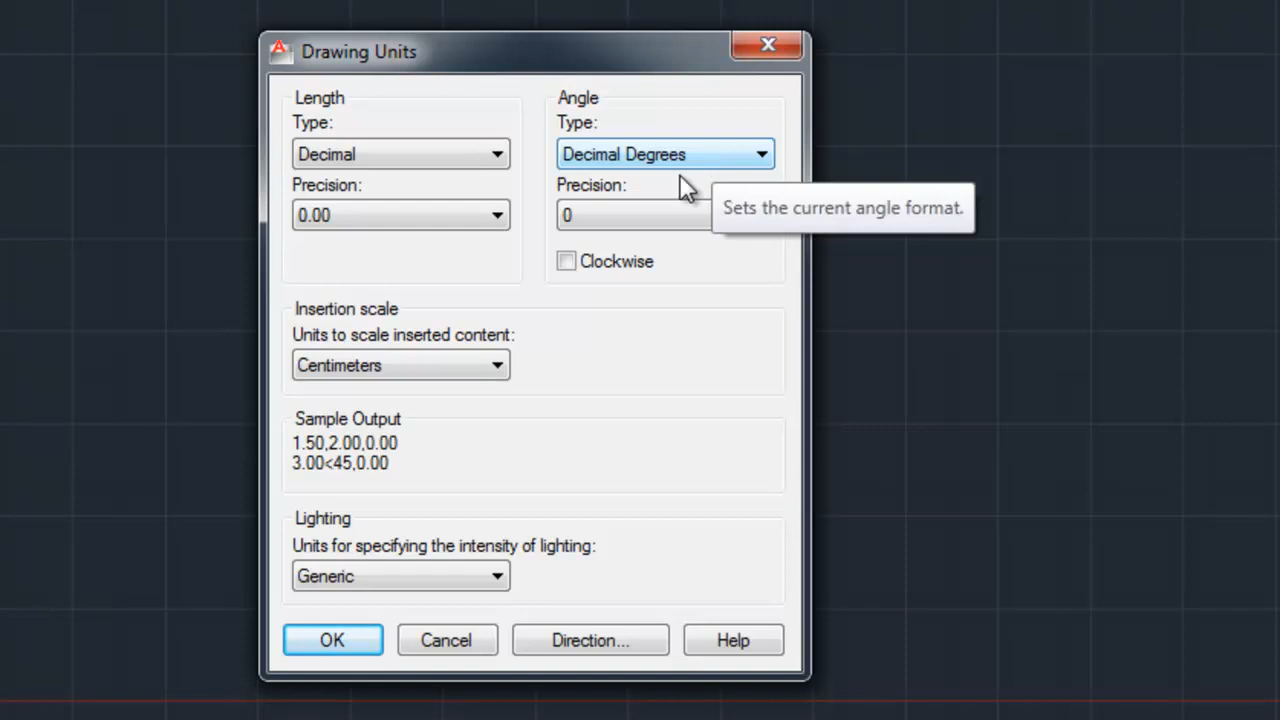 Drawing Units
Length
Type:
Decimal
Precision:
0.00
Angle
Type:
Decimal Degrees
Precision:
0
Sets the current angle format.
Clockwise
Insertion scale
Units to scale inserted content:
Centimeters
Sample Output
1.50,2.00,0.00
3.00<45,0.00
Lighting
Units for specifying the intensity of lighting:
Generic
OK
Cancel
Direction...
Help